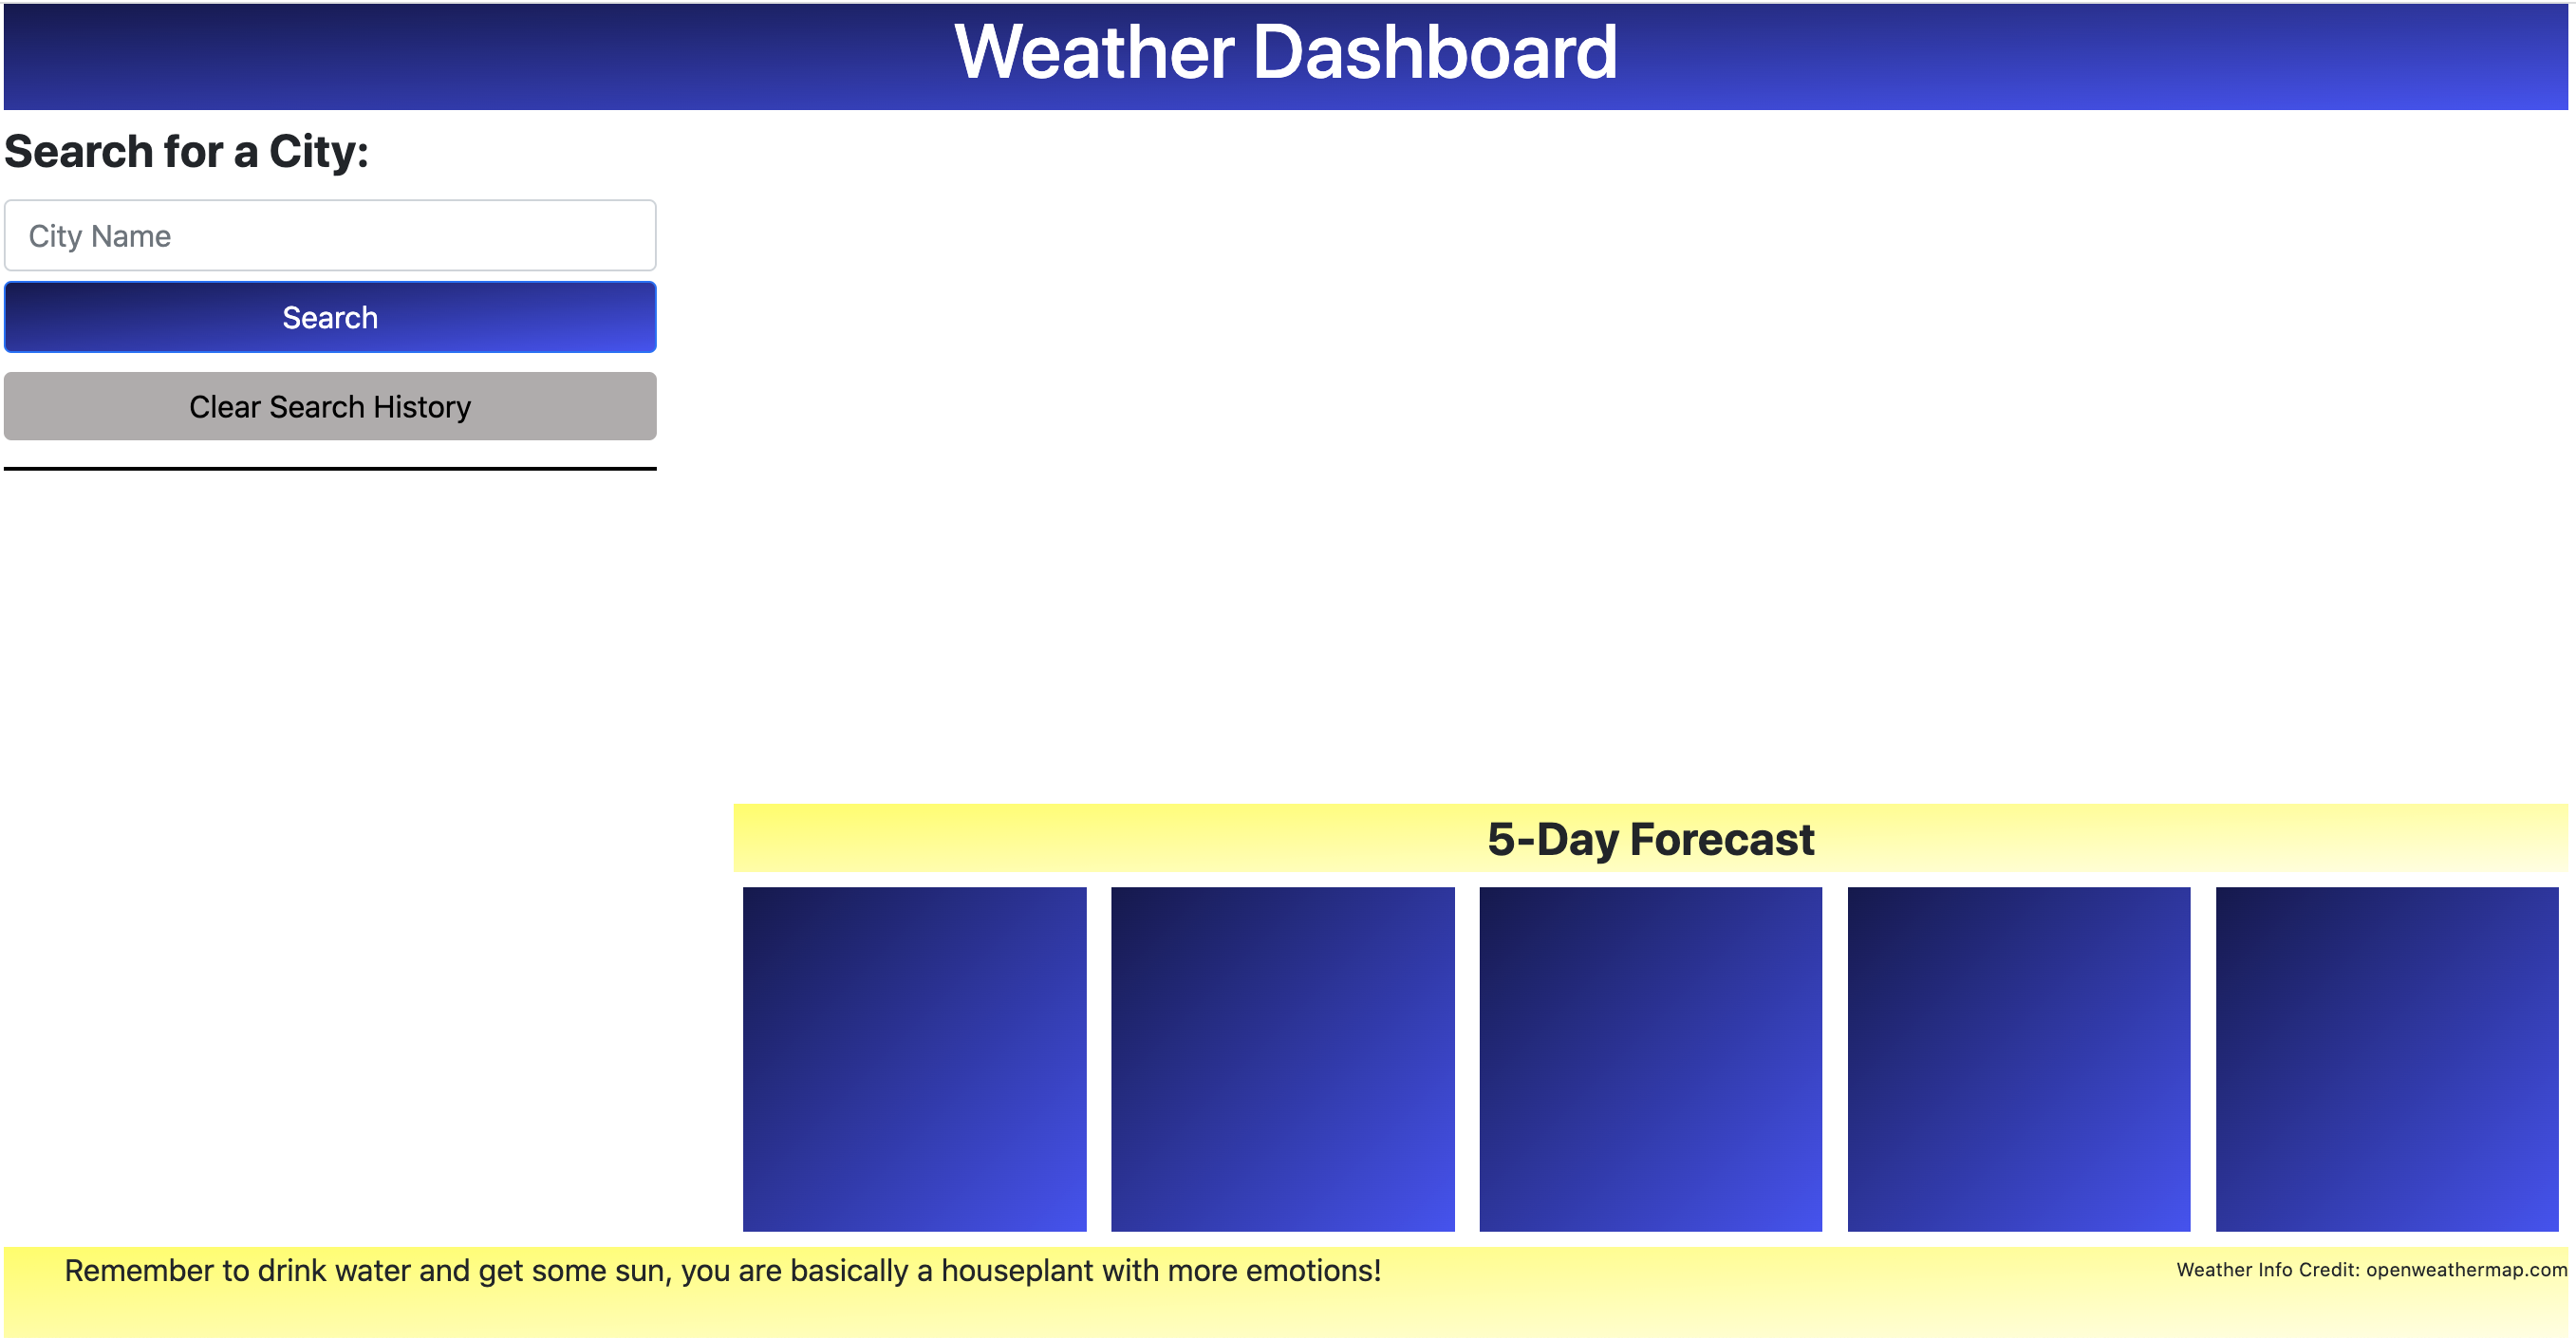 Weather Dashboard
Search for a City:
City Name
Search
Clear Search History
5-Day Forecast
Remember to drink water and get some sun, you are basically a houseplant with more emotions!
Weather Info Credit: openweathermap.com